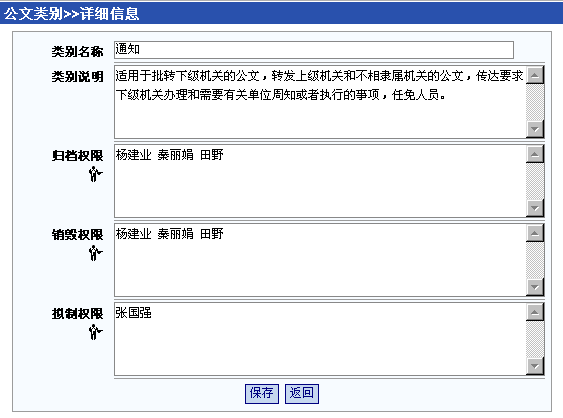 公文类别>>详细信息
类别名称 通知
类别说明 适用于批转下级机关的公文，转发上级机关和不相隶属机关的公文，传达要求
下级机关办理和需要有关单位周知或者执行的事项，任免人员。
归档权限 杨建业 秦丽娟 田野
销毁权限 杨建业 秦丽娟 田野
拟制权限 张国强
保存 返回